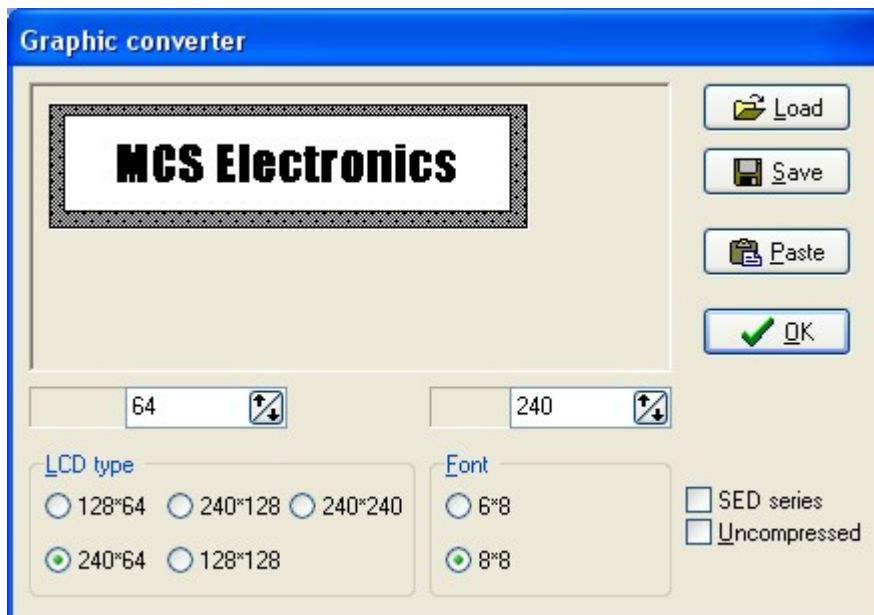 Graphic converter
MCS Electronics
Load
Save
Paste
OK
64 240
LCD type
128*64 240*128 240*240
240*64 128*128
Font
6*8
8*8
SED series
Uncompressed